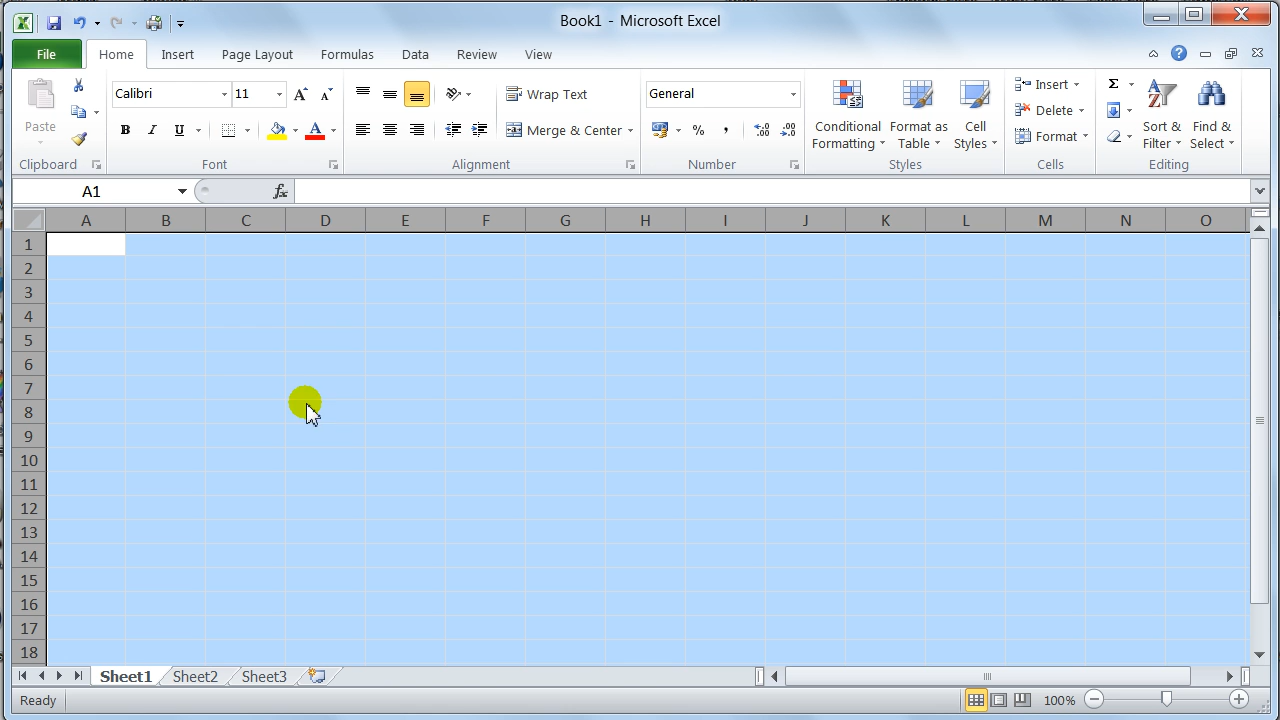 Book1 - Microsoft Excel
File Home Insert Page Layout Formulas Data Review View
Calibri 11 Wrap Text General Insert
Paste B I U Merge & Center % , Conditional Formatting Format as Table Cell Styles Delete Format Σ Sort & Filter Find & Select
Clipboard Font Alignment Number Styles Cells Editing
A1 fx
A B C D E F G H I J K L M N O
1
2
3
4
5
6
7
8
9
10
11
12
13
14
15
16
17
18
Sheet1 Sheet2 Sheet3
Ready 100%